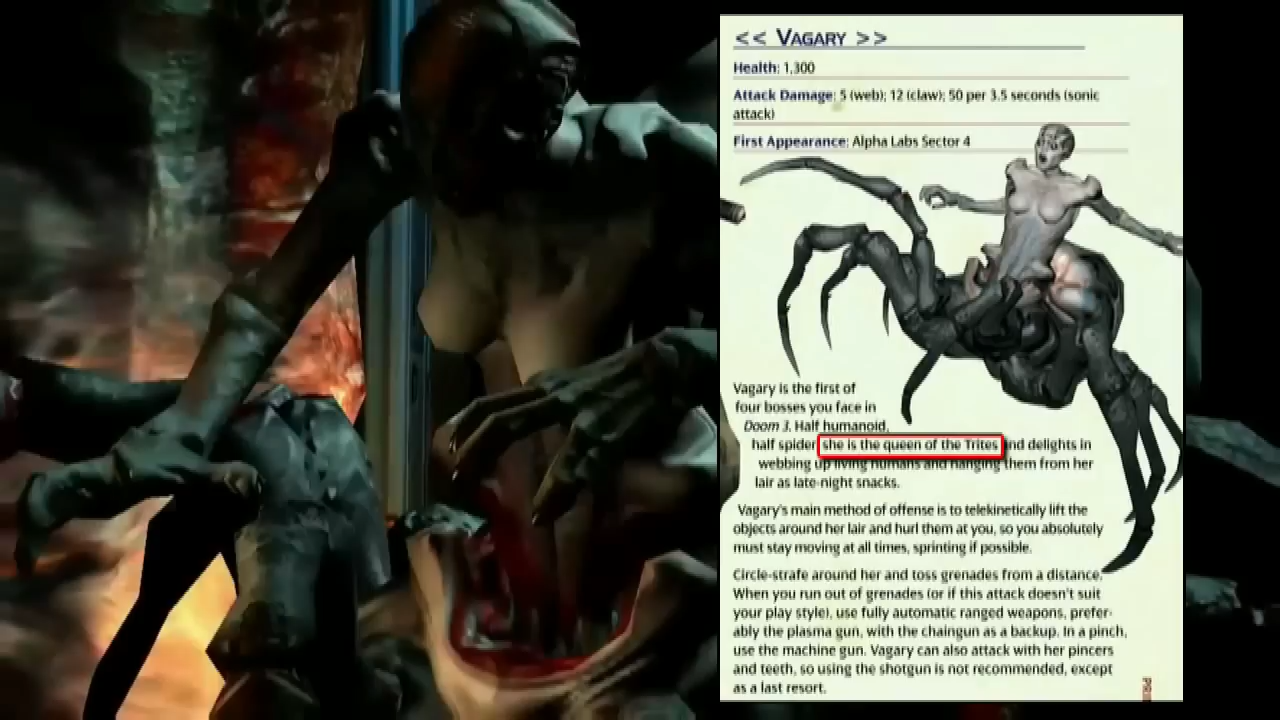 << VAGARY >>
Health: 1,300
Attack Damage: 5 (web); 12 (claw); 50 per 3.5 seconds (sonic
attack)
First Appearance: Alpha Labs Sector 4
Vagary is the first of
four bosses you face in
Doom 3. Half humanoid,
half spider she is the queen of the Trites and delights in
webbing up living humans and hanging them from her
lair as late-night snacks.
Vagary's main method of offense is to telekinetically lift the
objects around her lair and hurl them at you, so you absolutely
must stay moving at all times, sprinting if possible.
Circle-strafe around her and toss grenades from a distance.
When you run out of grenades (or if this attack doesn't suit
your play style), use fully automatic ranged weapons, prefer-
ably the plasma gun, with the chaingun as a backup. In a pinch,
use the machine gun. Vagary can also attack with her pincers
and teeth, so using the shotgun is not recommended, except
as a last resort.